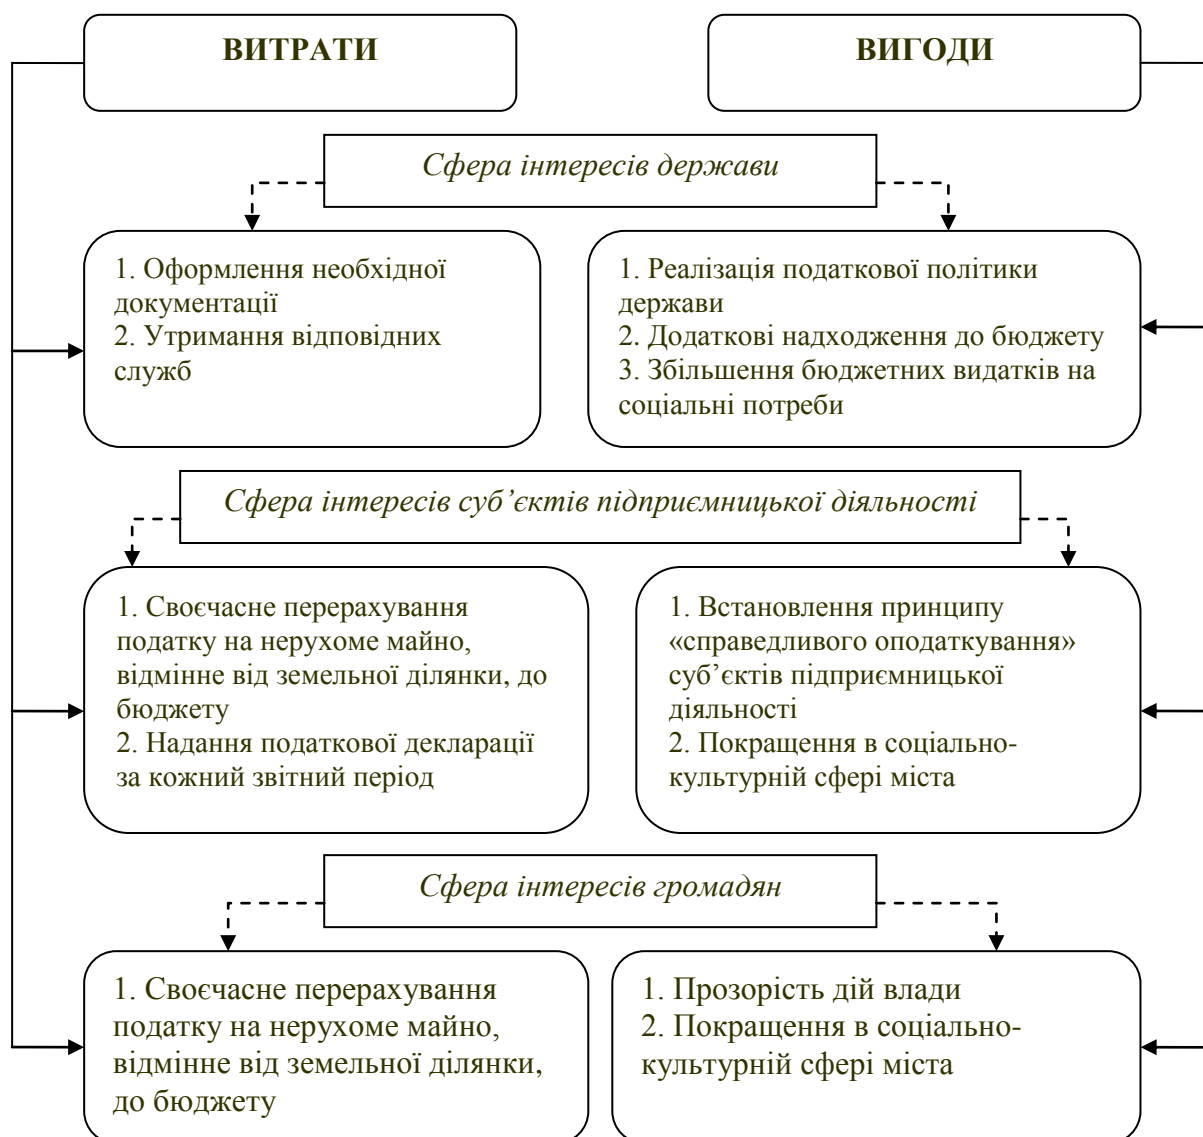 ВИТРАТИ
ВИГОДИ
Сфера інтересів держави
1. Оформлення необхідної
документації
2. Утримання відповідних
служб
1. Реалізація податкової політики
держави
2. Додаткові надходження до бюджету
3. Збільшення бюджетних видатків на
соціальні потреби
Сфера інтересів суб’єктів підприємницької діяльності
1. Своєчасне перерахування
податку на нерухоме майно,
відмінне від земельної ділянки, до
бюджету
2. Надання податкової декларації
за кожний звітний період
1. Встановлення принципу
«справедливого оподаткування»
суб’єктів підприємницької
діяльності
2. Покращення в соціально-
культурній сфері міста
Сфера інтересів громадян
1. Своєчасне перерахування
податку на нерухоме майно,
відмінне від земельної ділянки,
до бюджету
1. Прозорість дій влади
2. Покращення в соціально-
культурній сфері міста